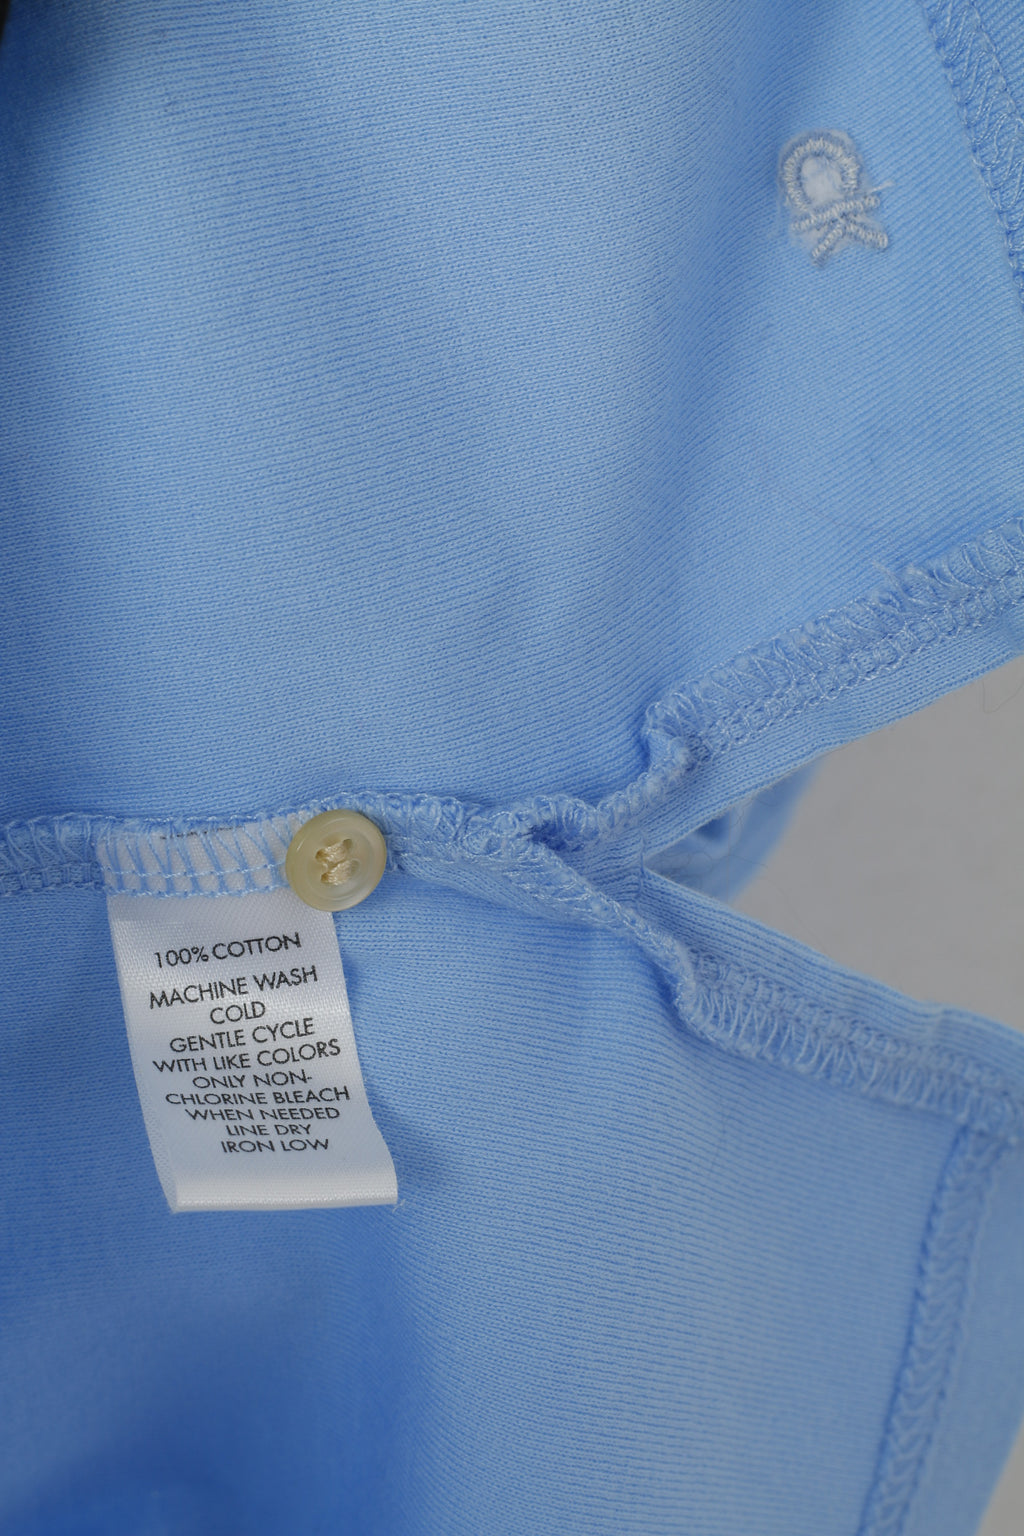 100% COTTON
MACHINE WASH
COLD
GENTLE CYCLE
WITH LIKE COLORS
ONLY NON-
CHLORINE BLEACH
WHEN NEEDED
LINE DRY
IRON LOW